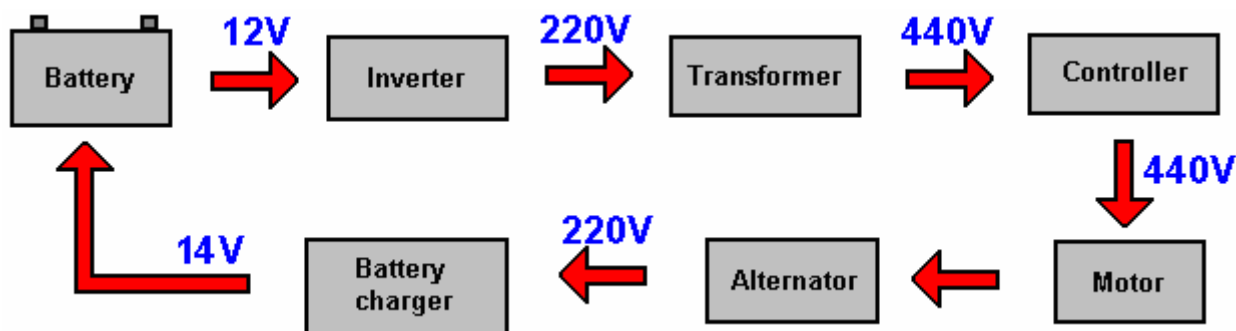 12V
220V
440V
Battery
Inverter
Transformer
Controller
440V
14V
220V
Battery
charger
Alternator
Motor